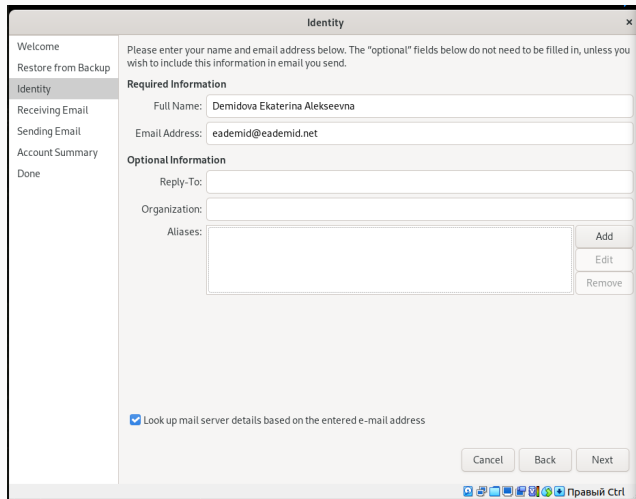 Identity
×
Welcome
Restore from Backup
Identity
Receiving Email
Sending Email
Account Summary
Done
Please enter your name and email address below. The "optional" fields below do not need to be filled in, unless you
wish to include this information in email you send.
Required Information
Full Name: Demidova Ekaterina Alekseevna
Email Address: eademid@eademid.net
Optional Information
Reply-To:
Organization:
Aliases:
Add
Edit
Remove
Look up mail server details based on the entered e-mail address
Cancel Back Next
Правый Ctrl